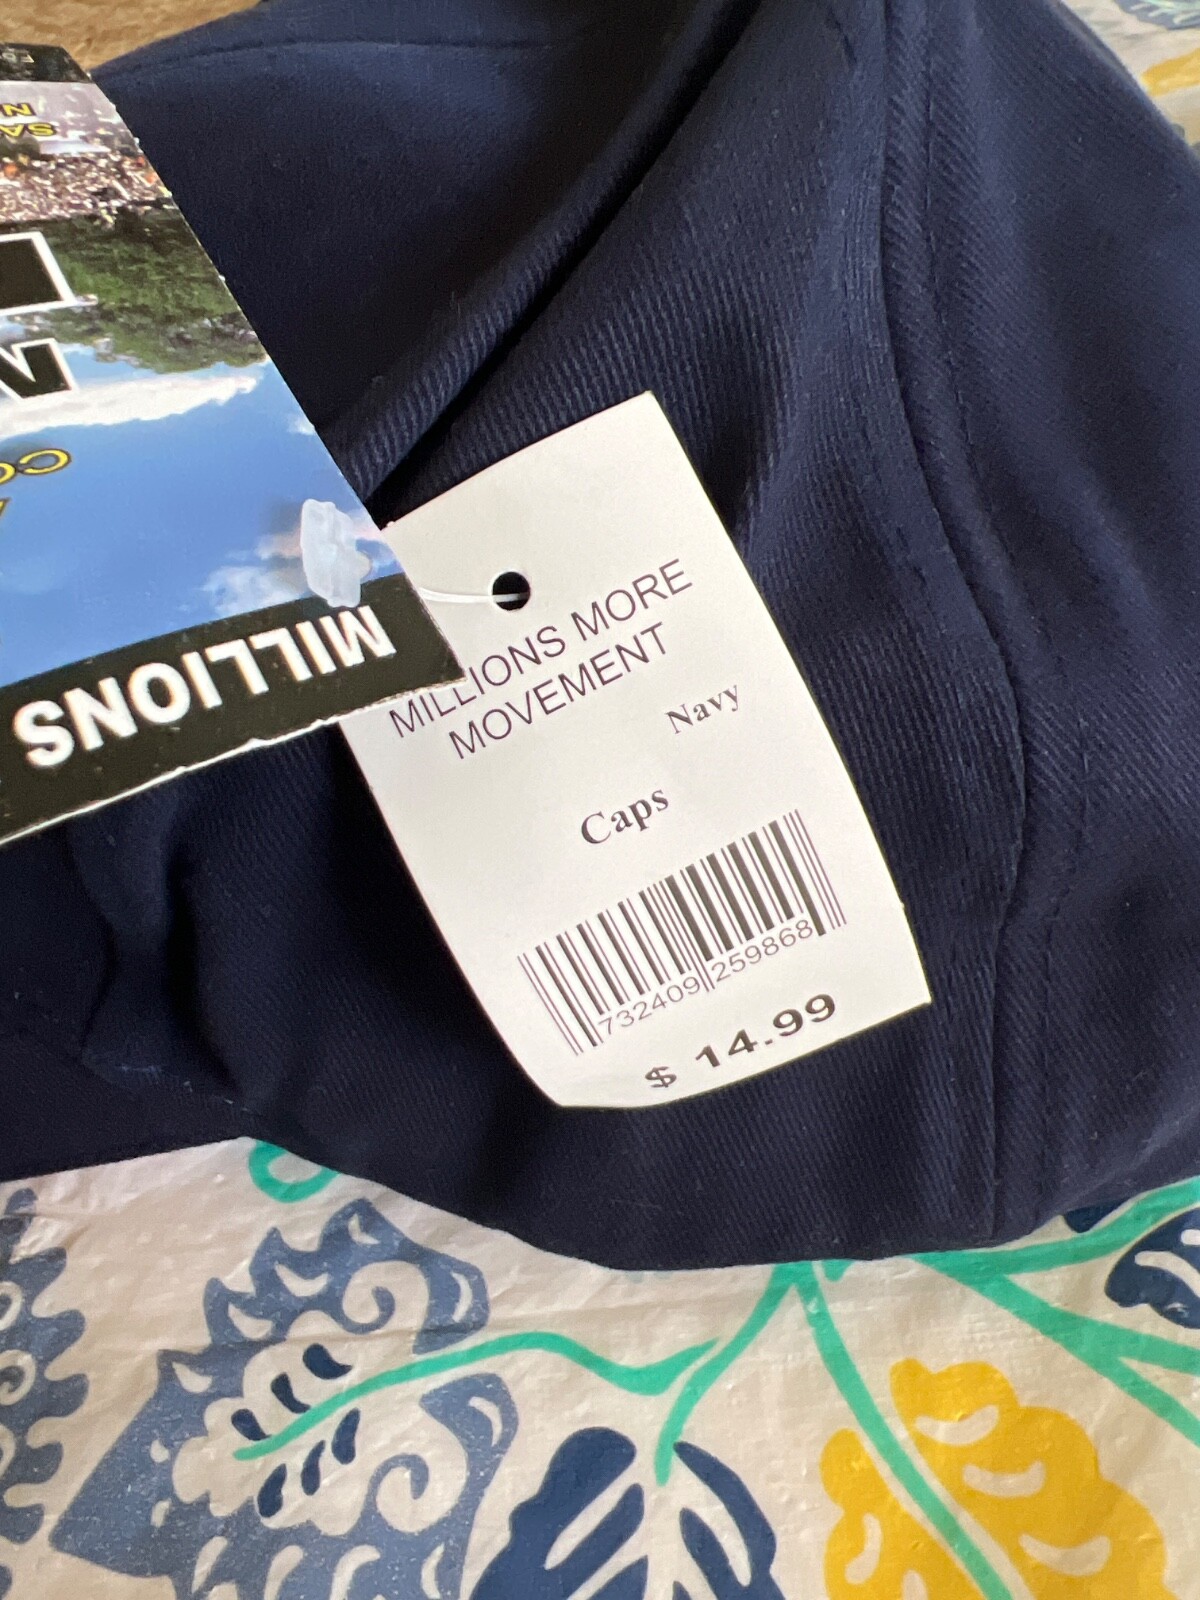 MILLIONS
MILLIONS MORE
MOVEMENT
Navy
Caps
732409 259868
$ 14.99